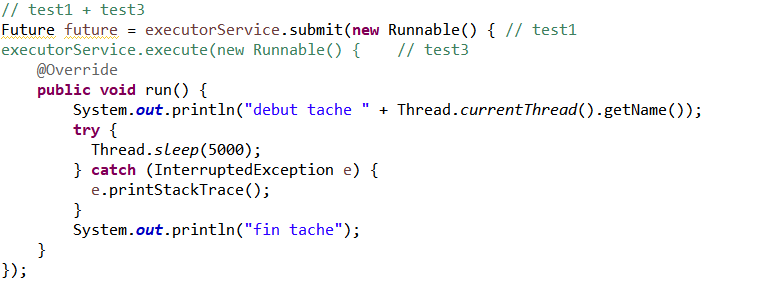 // test1 + test3
Future future = executorService.submit(new Runnable() { // test1
executorService.execute(new Runnable() {    // test3
    @Override
    public void run() {
        System.out.println("debut tache " + Thread.currentThread().getName());
        try {
          Thread.sleep(5000);
        } catch (InterruptedException e) {
          e.printStackTrace();
        }
        System.out.println("fin tache");
    }
});